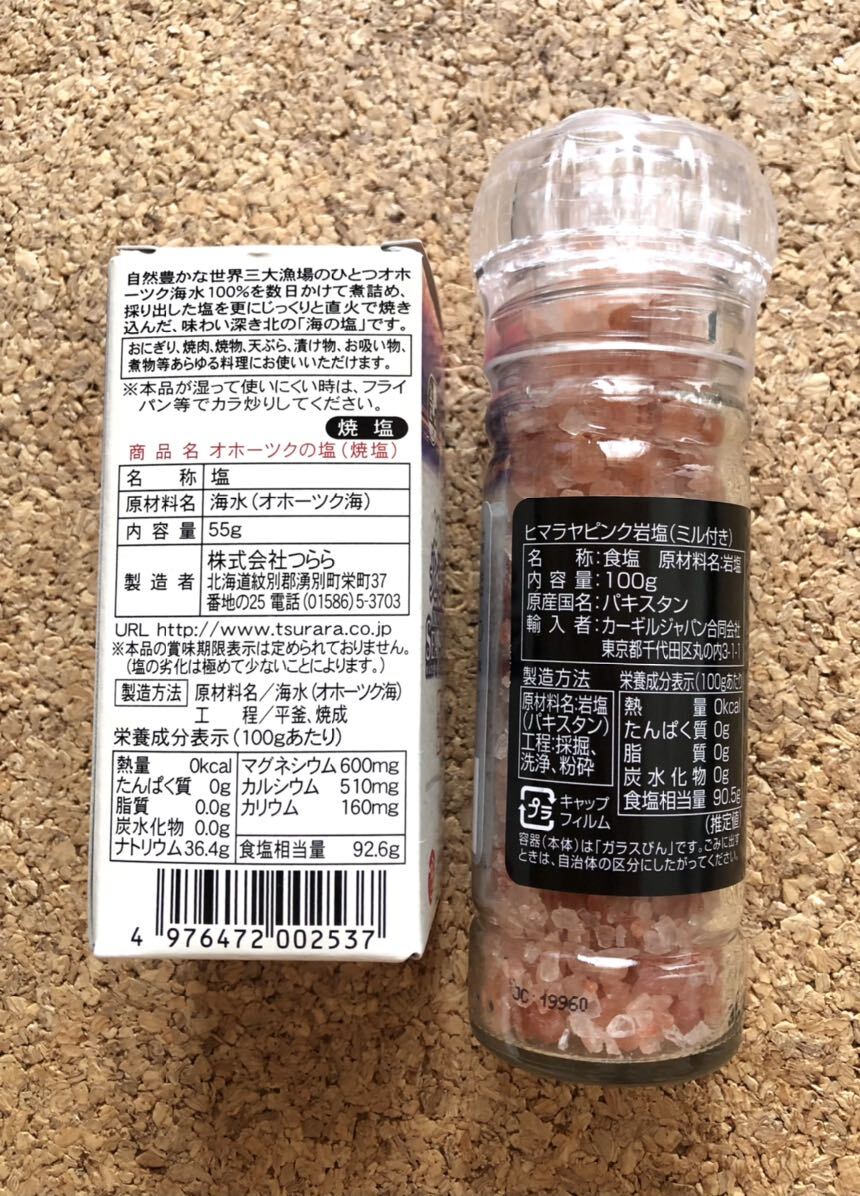 自然豊かな世界三大漁場のひとつオホ
ーツク海水100%を数日かけて煮詰め、
採り出した塩を更にじっくりと直火で焼き
込んだ、味わい深き北の「海の塩」です。
おにぎり、焼肉、焼物、天ぷら、漬け物、お吸い物、
煮物等あらゆる料理にお使いいただけます。
※本品が湿って使いにくい時は、フライ
パン等でカラ炒りしてください。
焼塩
商品名 オホーツクの塩(焼塩)
名称 塩
原材料名 海水(オホーツク海)
内容量 55g
製造者 株式会社つらら
北海道紋別郡湧別町栄町37
番地の25 電話(01586)5-3703
URL http://www.tsurara.co.jp
※本品の賞味期限表示は定められておりません。
(塩の劣化は極めて少ないことによります。)
製造方法 原材料名/海水(オホーツク海)
工程/平釜、焼成
栄養成分表示(100gあたり)
熱量 0kcal マグネシウム 600mg
たんぱく質 0g カルシウム 510mg
脂質 0.0g カリウム 160mg
炭水化物 0.0g
ナトリウム 36.4g 食塩相当量 92.6g
4 976472 002537
ヒマラヤピンク岩塩(ミル付き)
名称:食塩 原材料名:岩塩
内容量:100g
原産国名:パキスタン
輸入者:カーギルジャパン合同会社
東京都千代田区丸の内3-1-1
製造方法
原材料名:岩塩
(パキスタン)
工程:採掘、
洗浄、粉砕
栄養成分表示(100gあたり)
熱量 0kcal
たんぱく質 0g
脂質 0g
炭水化物 0g
食塩相当量 90.5g
(推定値)
プラ キャップ
フィルム
容器(本体)は「ガラスびん」です。ごみに出す
ときは、自治体の区分にしたがってください。
JC:19960